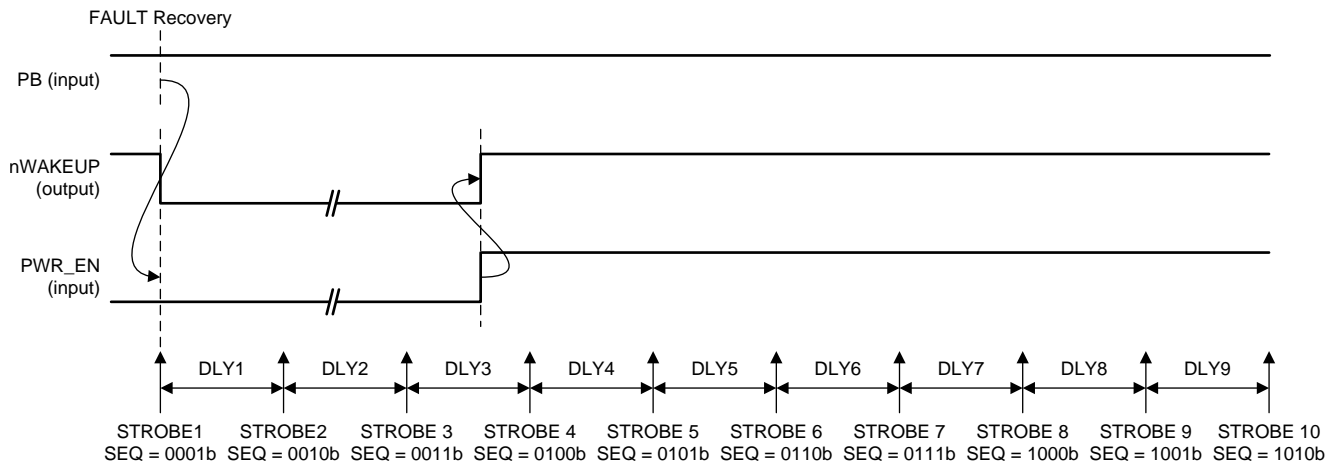 FAULT Recovery
PB (input)
nWAKEUP
(output)
PWR_EN
(input)
DLY1 DLY2 DLY3 DLY4 DLY5 DLY6 DLY7 DLY8 DLY9
STROBE1 STROBE2 STROBE 3 STROBE 4 STROBE 5 STROBE 6 STROBE 7 STROBE 8 STROBE 9 STROBE 10
SEQ = 0001b SEQ = 0010b SEQ = 0011b SEQ = 0100b SEQ = 0101b SEQ = 0110b SEQ = 0111b SEQ = 1000b SEQ = 1001b SEQ = 1010b